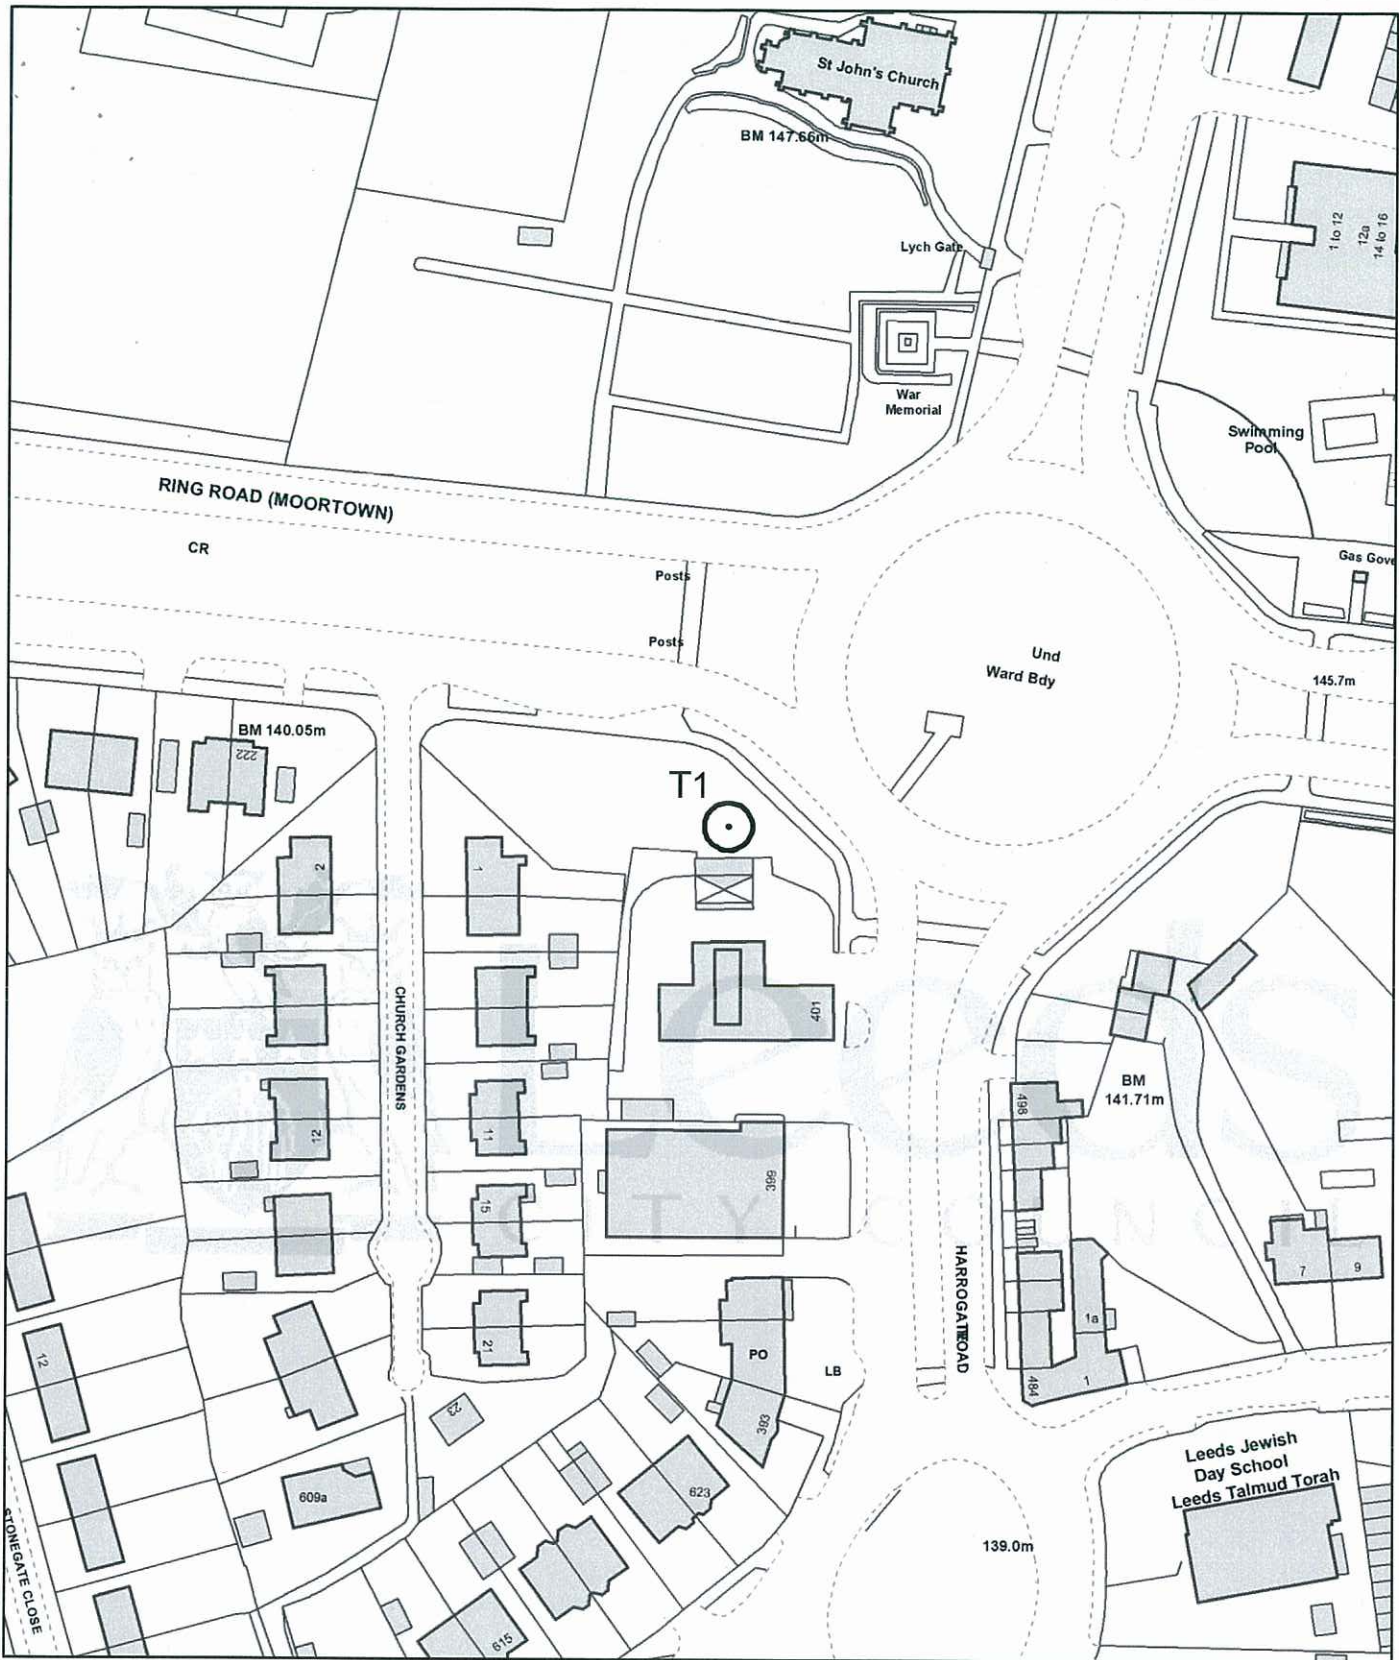 St John's Church
BM 147.66m
1 to 12
12a
14 to 16
Lych Gate
War
Memorial
Swimming
Pool
RING ROAD (MOORTOWN)
CR
Posts
Gas Gove
Posts
Und
Ward Bdy
145.7m
BM 140.05m
222
T1
2
1
401
CHURCH GARDENS
BM
141.71m
498
12
11
399
15
Leeds
CITY COUNCIL
HARROGATE ROAD
7
9
1a
21
12
PO
LB
484
1
23
393
Leeds Jewish
Day School
Leeds Talmud Torah
609a
623
139.0m
STONEGATE CLOSE
615